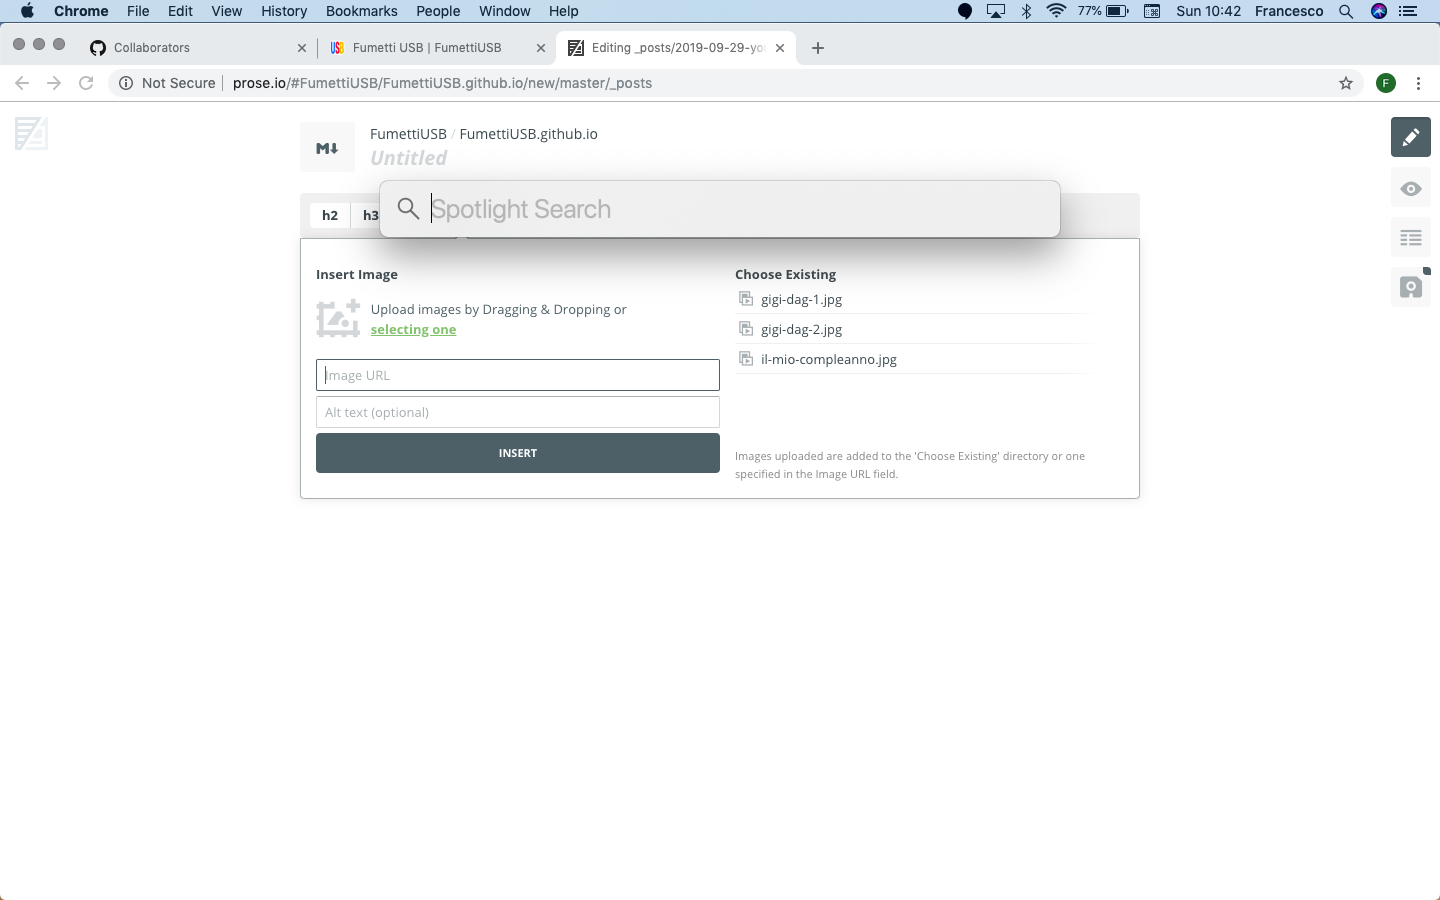 Chrome File Edit View History Bookmarks People Window Help 77% Sun 10:42 Francesco
Collaborators Fumetti USB | FumettiUSB Editing _posts/2019-09-29-yo
Not Secure prose.io/#FumettiUSB/FumettiUSB.github.io/new/master/_posts F
M FumettiUSB / FumettiUSB.github.io
Untitled
h2 h3 Spotlight Search
Insert Image
Upload images by Dragging & Dropping or
selecting one
Image URL
Alt text (optional)
INSERT
Choose Existing
gigi-dag-1.jpg
gigi-dag-2.jpg
il-mio-compleanno.jpg
Images uploaded are added to the 'Choose Existing' directory or one
specified in the Image URL field.